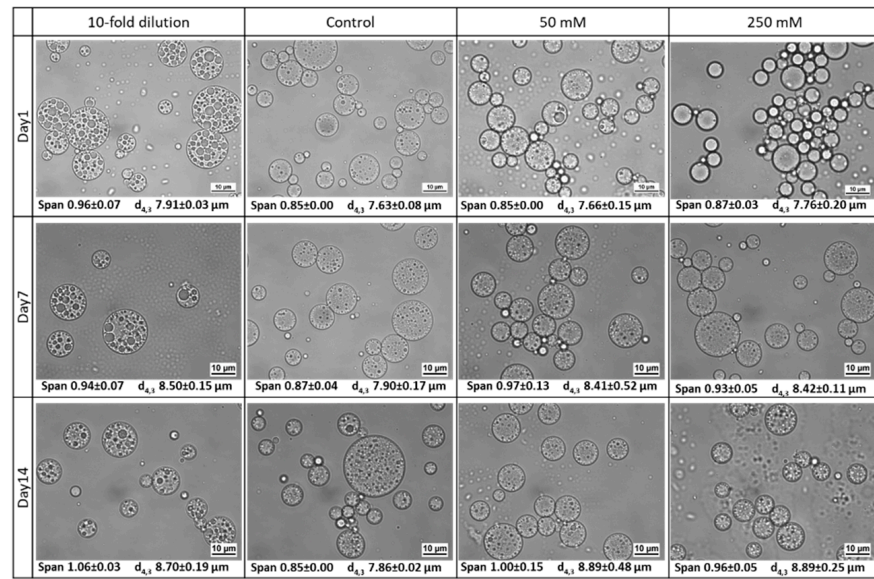 10-fold dilution Control 50 mM 250 mM
Day1
10 μm 10 μm 10 μm 10 μm
Span 0.96±0.07 d4,3 7.91±0.03 μm Span 0.85±0.00 d4,3 7.63±0.08 μm Span 0.85±0.00 d4,3 7.66±0.15 μm Span 0.87±0.03 d4,3 7.76±0.20 μm
Day7
10 μm 10 μm 10 μm 10 μm
Span 0.94±0.07 d4,3 8.50±0.15 μm Span 0.87±0.04 d4,3 7.90±0.17 μm Span 0.97±0.13 d4,3 8.41±0.52 μm Span 0.93±0.05 d4,3 8.42±0.11 μm
Day14
10 μm 10 μm 10 μm 10 μm
Span 1.06±0.03 d4,3 8.70±0.19 μm Span 0.85±0.00 d4,3 7.86±0.02 μm Span 1.00±0.15 d4,3 8.89±0.48 μm Span 0.96±0.05 d4,3 8.89±0.25 μm